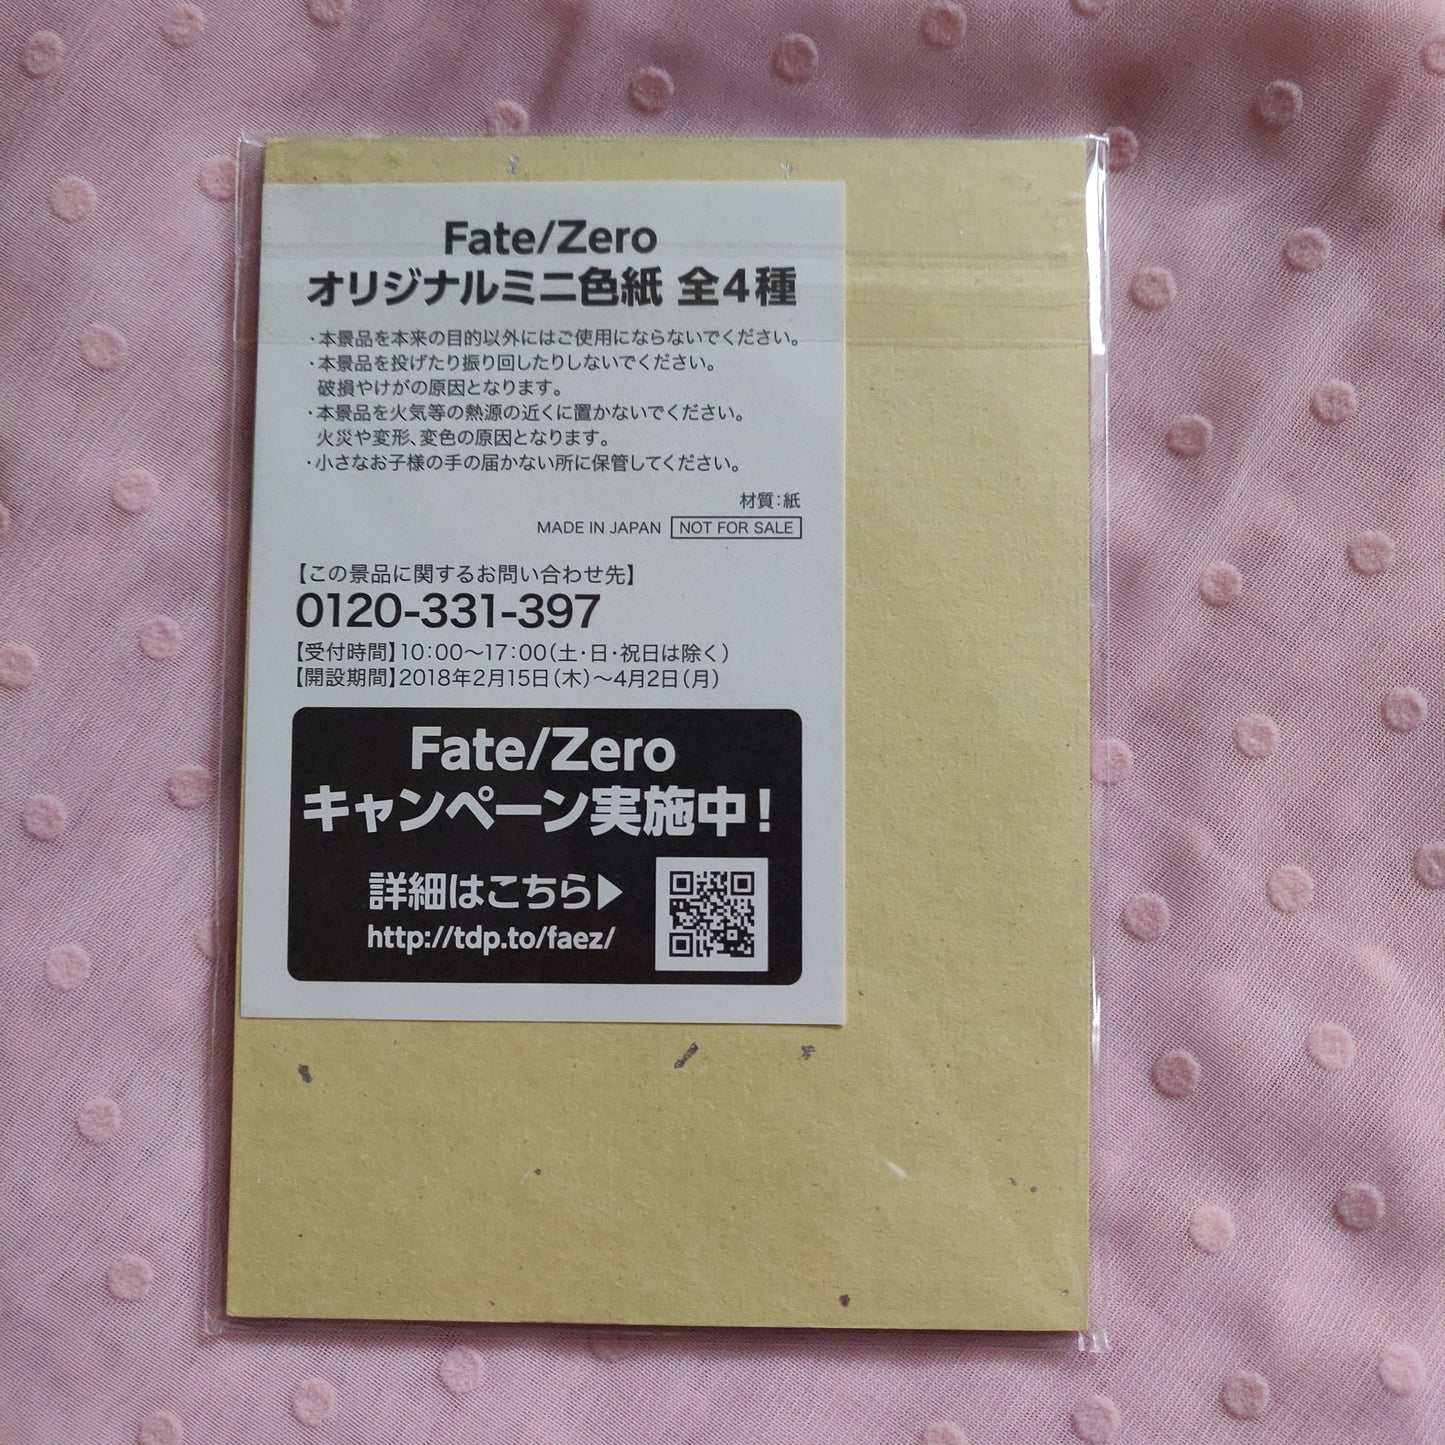 Fate/Zero
オリジナルミニ色紙 全4種
・本景品を本来の目的以外にはご使用にならないでください。
・本景品を投げたり振り回したりしないでください。
破損やけがの原因となります。
・本景品を火気等の熱源の近くに置かないでください。
火災や変形、変色の原因となります。
・小さなお子様の手の届かない所に保管してください。
材質:紙
MADE IN JAPAN NOT FOR SALE
【この景品に関するお問い合わせ先】
0120-331-397
【受付時間】10:00〜17:00(土・日・祝日は除く)
【開設期間】2018年2月15日(木)〜4月2日(月)
Fate/Zero
キャンペーン実施中!
詳細はこちら▶
http://tdp.to/faez/